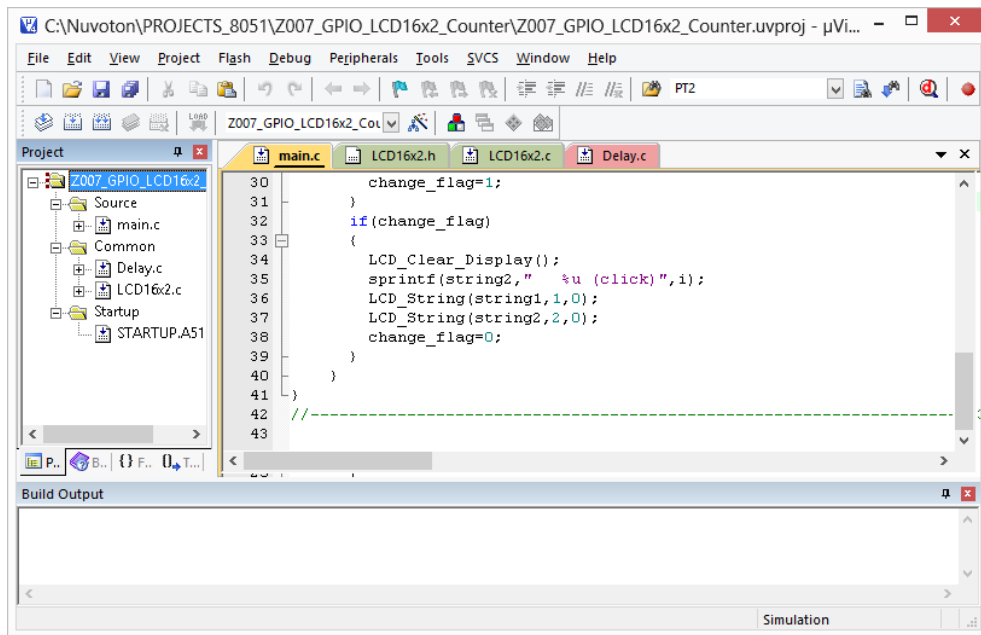 C:\Nuvoton\PROJECTS_8051\Z007_GPIO_LCD16x2_Counter\Z007_GPIO_LCD16x2_Counter.uvproj - µVi...
File Edit View Project Flash Debug Peripherals Tools SVCS Window Help
PT2
LOAD Z007_GPIO_LCD16x2_Cou
Project
Z007_GPIO_LCD16x2_
Source
main.c
Common
Delay.c
LCD16x2.c
Startup
STARTUP.A51
P... B... {} F... 0 T...
main.c LCD16x2.h LCD16x2.c Delay.c
30 change_flag=1;
31 }
32 if(change_flag)
33 {
34 LCD_Clear_Display();
35 sprintf(string2,"   %u (click)",i);
36 LCD_String(string1,1,0);
37 LCD_String(string2,2,0);
38 change_flag=0;
39 }
40 }
41 }
42 //--------------------------------------------------------------------
43
Build Output
Simulation